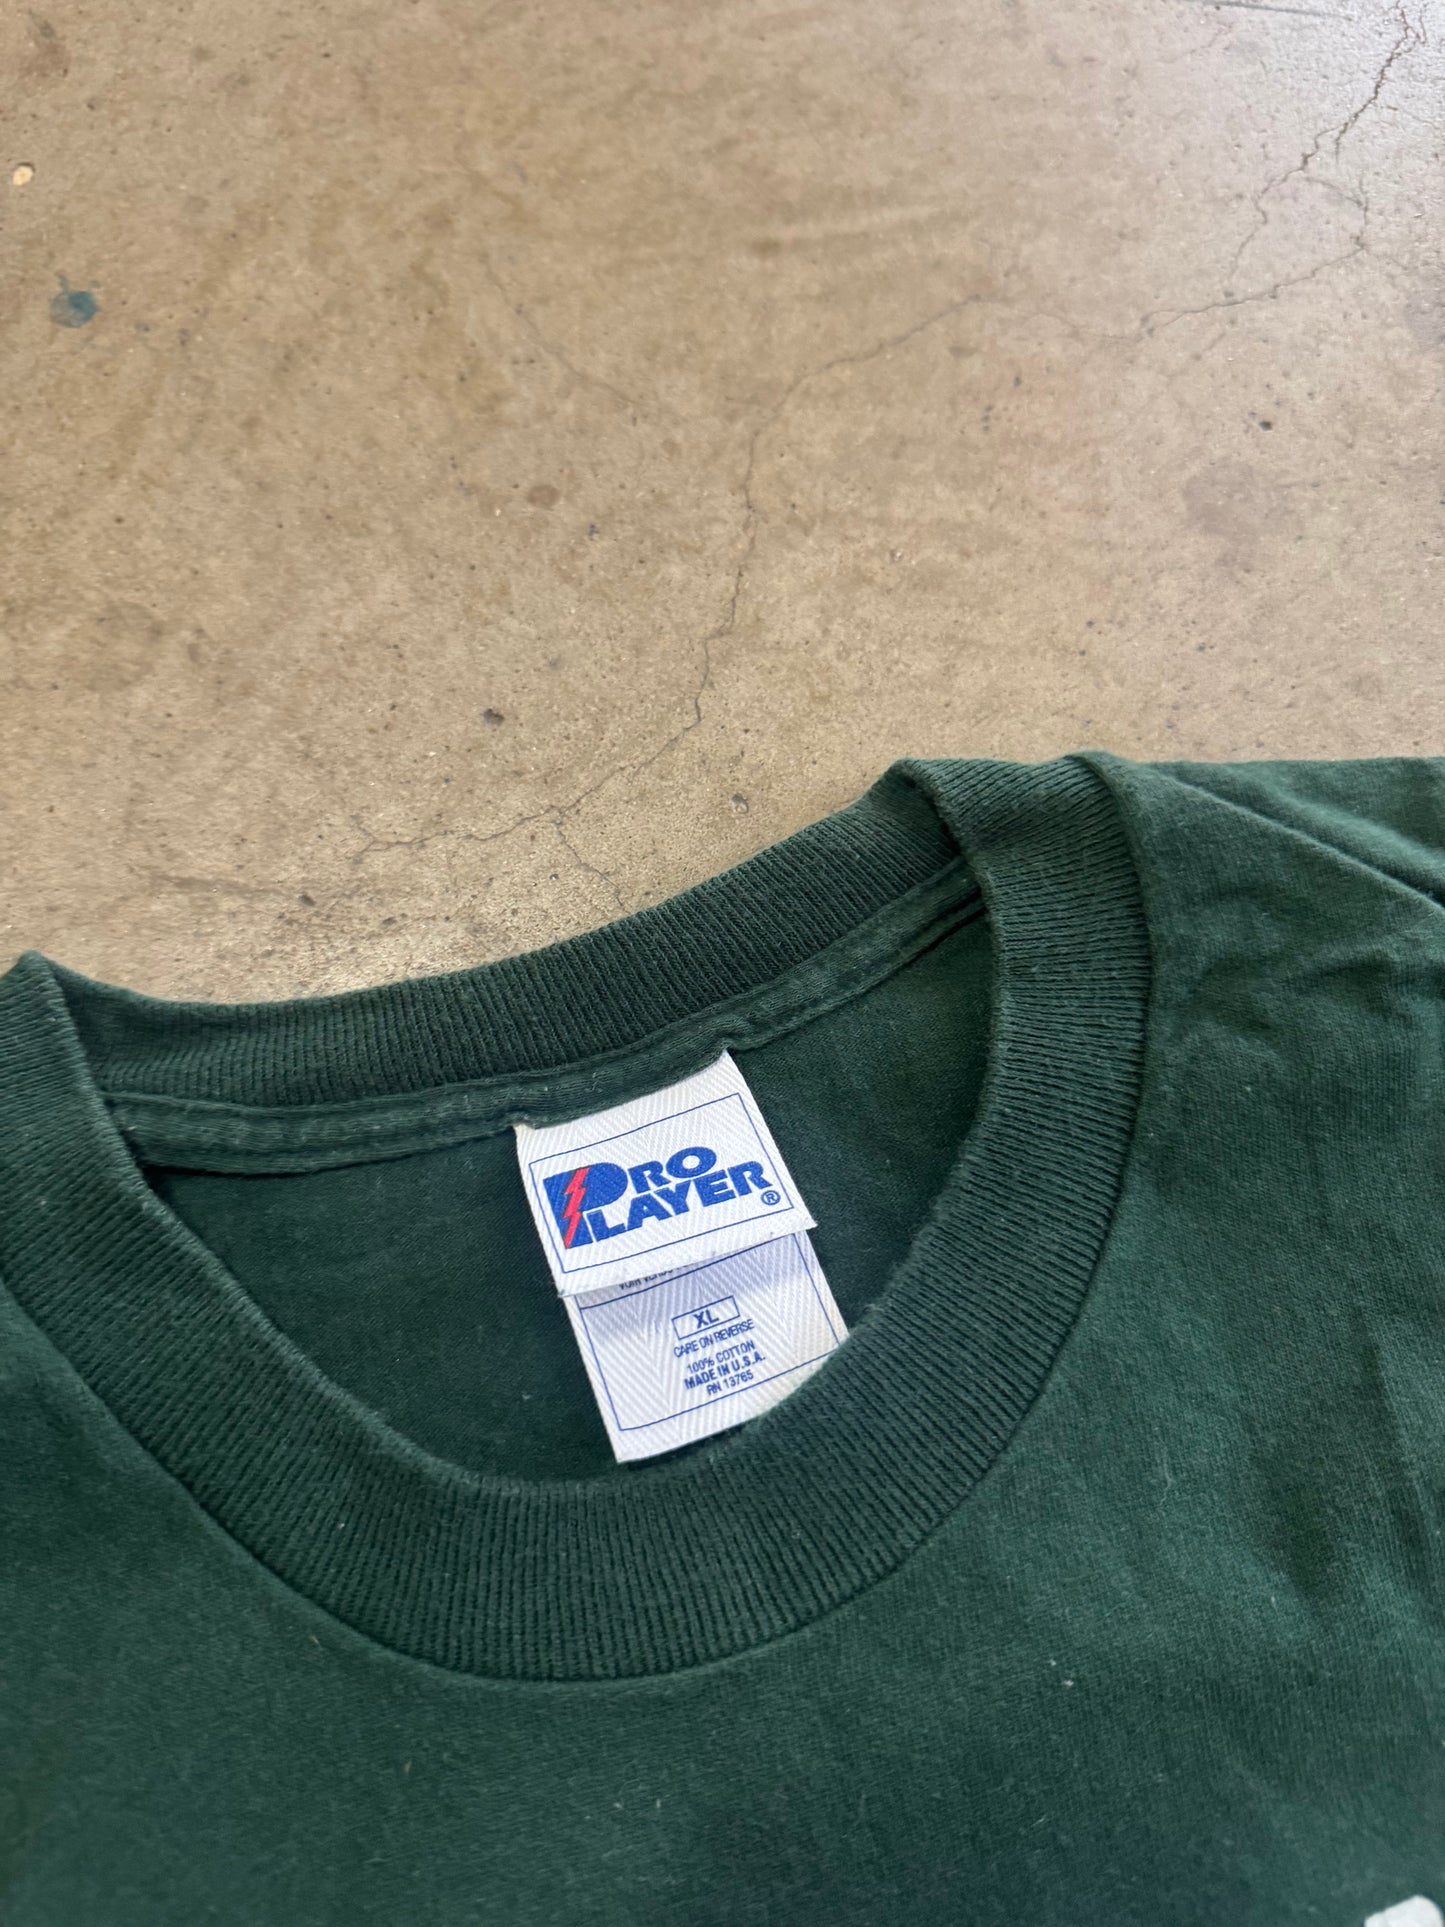 PRO
PLAYER®
XL
CARE ON REVERSE
100% COTTON
MADE IN U.S.A.
RN 13765